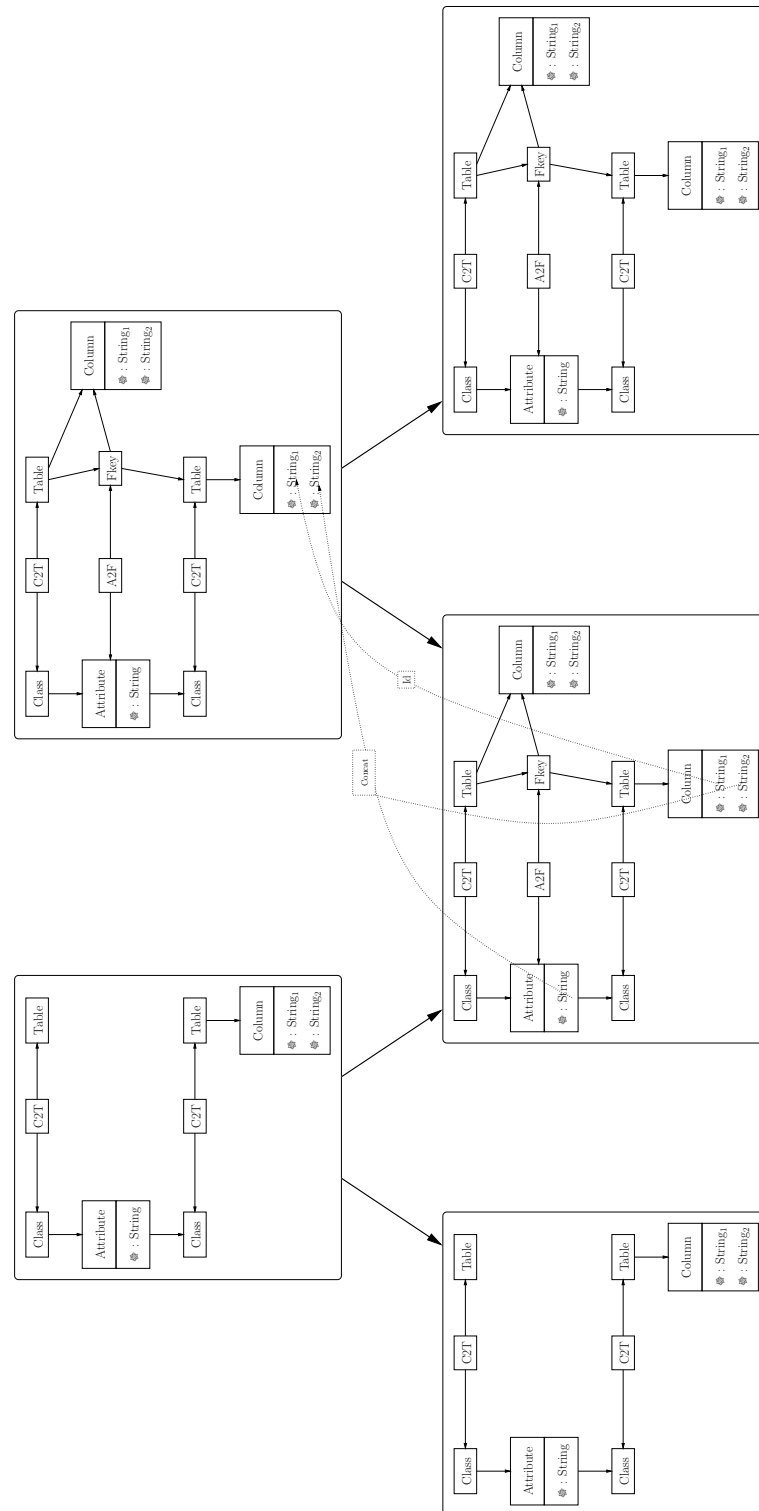 Class C2T Table
Attribute
❁ : String
Class C2T Table
Column
❁ : String₁
❁ : String₂
Class C2T Table
Column
❁ : String₁
❁ : String₂
Attribute A2F Fkey
❁ : String
Class C2T Table
Column
❁ : String₁
❁ : String₂
Concat
Id
Class C2T Table
Attribute
❁ : String
Class C2T Table
Column
❁ : String₁
❁ : String₂
Class C2T Table
Column
❁ : String₁
❁ : String₂
Attribute A2F Fkey
❁ : String
Class C2T Table
Column
❁ : String₁
❁ : String₂
Class C2T Table
Column
❁ : String₁
❁ : String₂
Attribute A2F Fkey
❁ : String
Class C2T Table
Column
❁ : String₁
❁ : String₂